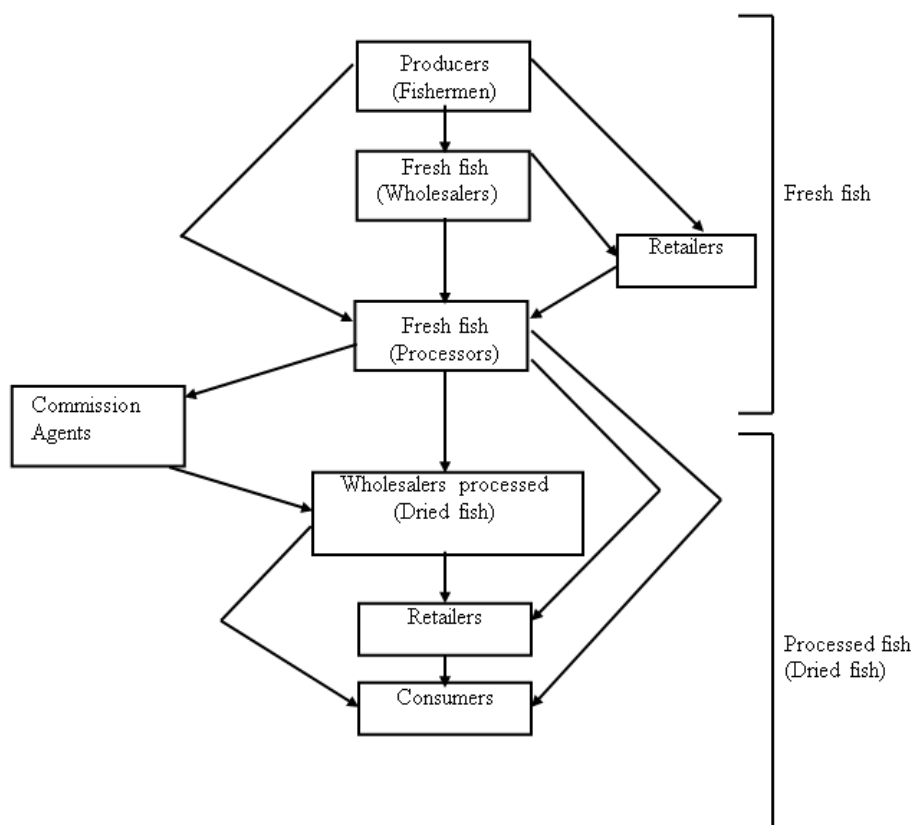 Producers
(Fishermen)
Fresh fish
(Wholesalers)
Fresh fish
Retailers
Fresh fish
(Processors)
Commission
Agents
Wholesalers processed
(Dried fish)
Retailers
Processed fish
(Dried fish)
Consumers